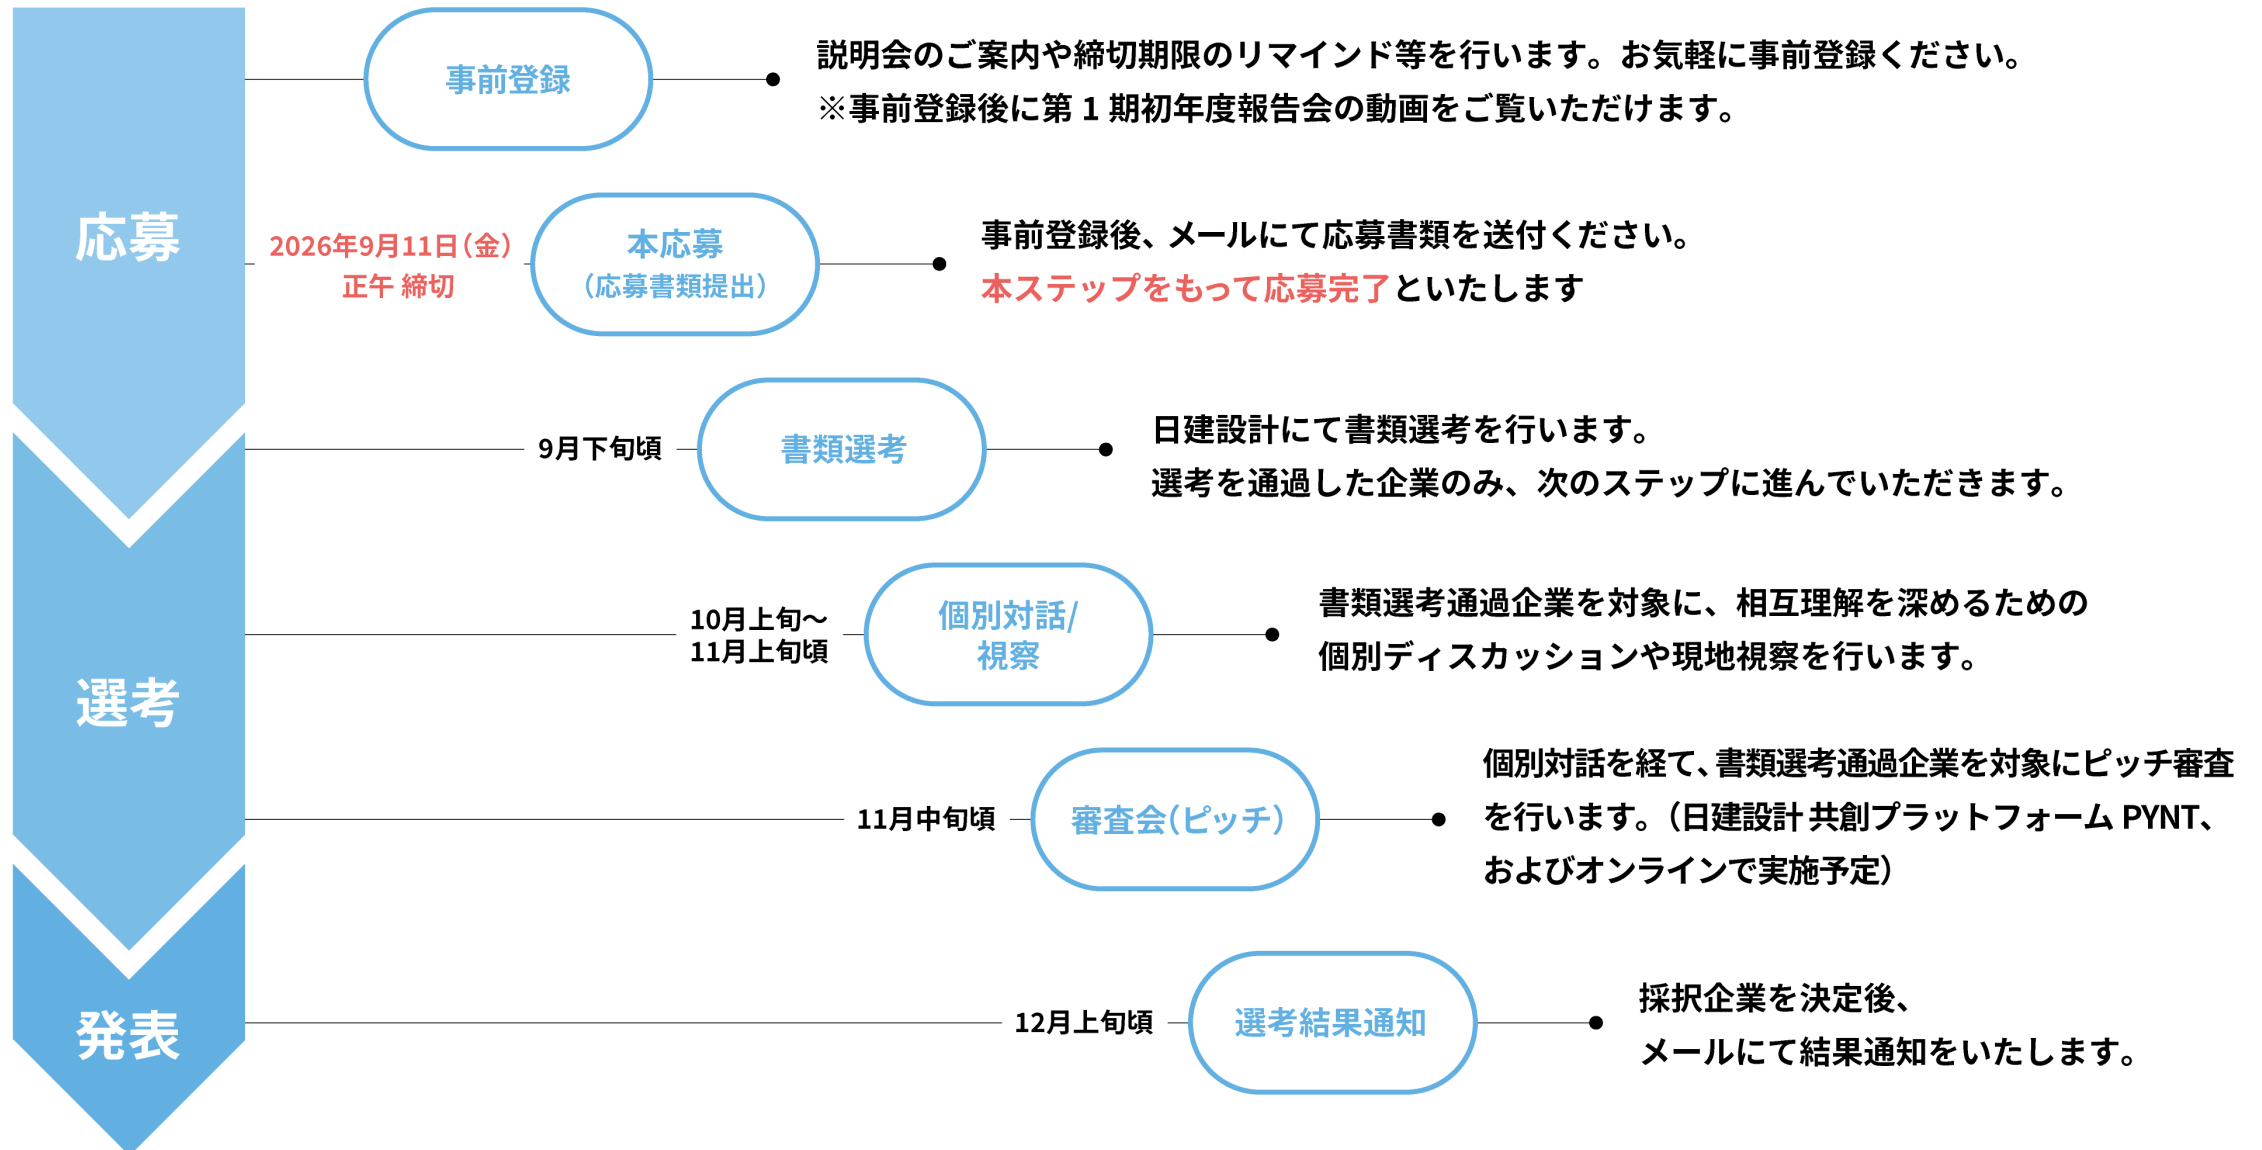 応募
事前登録
説明会のご案内や締切期限のリマインド等を行います。お気軽に事前登録ください。
※事前登録後に第1期初年度報告会の動画をご覧いただけます。
2026年9月11日（金）
正午 締切
本応募
（応募書類提出）
事前登録後、メールにて応募書類を送付ください。
本ステップをもって応募完了といたします
選考
9月下旬頃
書類選考
日建設計にて書類選考を行います。
選考を通過した企業のみ、次のステップに進んでいただきます。
10月上旬〜
11月上旬頃
個別対話/
視察
書類選考通過企業を対象に、相互理解を深めるための
個別ディスカッションや現地視察を行います。
11月中旬頃
審査会（ピッチ）
個別対話を経て、書類選考通過企業を対象にピッチ審査
を行います。（日建設計 共創プラットフォーム PYNT、
およびオンラインで実施予定）
発表
12月上旬頃
選考結果通知
採択企業を決定後、
メールにて結果通知をいたします。